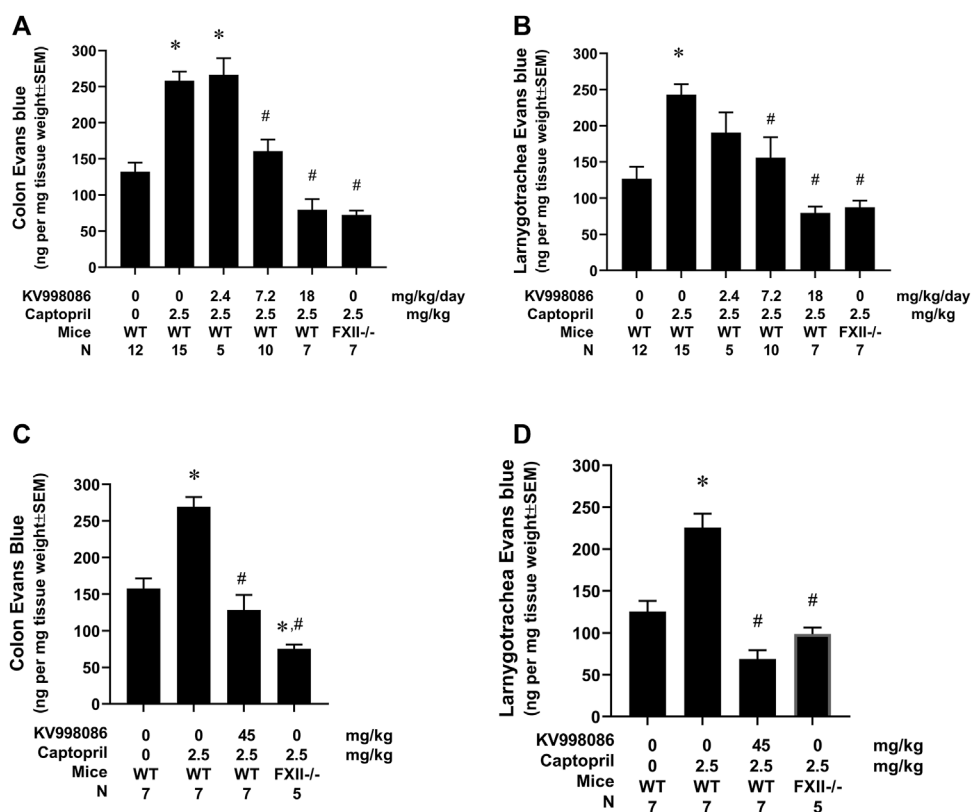 A
Colon Evans blue
(ng per mg tissue weight±SEM)
300
250
200
150
100
50
0
* * # # #
KV998086 0 0 2.4 7.2 18 0 mg/kg/day
Captopril 0 2.5 2.5 2.5 2.5 2.5 mg/kg
Mice WT WT WT WT WT FXII-/-
N 12 15 5 10 7 7
B
Larnygotrachea Evans blue
(ng per mg tissue weight±SEM)
300
250
200
150
100
50
0
* # # #
KV998086 0 0 2.4 7.2 18 0 mg/kg/day
Captopril 0 2.5 2.5 2.5 2.5 2.5 mg/kg
Mice WT WT WT WT WT FXII-/-
N 12 15 5 10 7 7
C
Colon Evans Blue
(ng per mg tissue weight±SEM)
300
250
200
150
100
50
0
* # *,#
KV998086 0 0 45 0 mg/kg
Captopril 0 2.5 2.5 2.5 mg/kg
Mice WT WT WT FXII-/-
N 7 7 7 5
D
Larnygotrachea Evans blue
(ng per mg tissue weight±SEM)
300
250
200
150
100
50
0
* # #
KV998086 0 0 45 0 mg/kg
Captopril 0 2.5 2.5 2.5 mg/kg
Mice WT WT WT FXII-/-
N 7 7 7 5